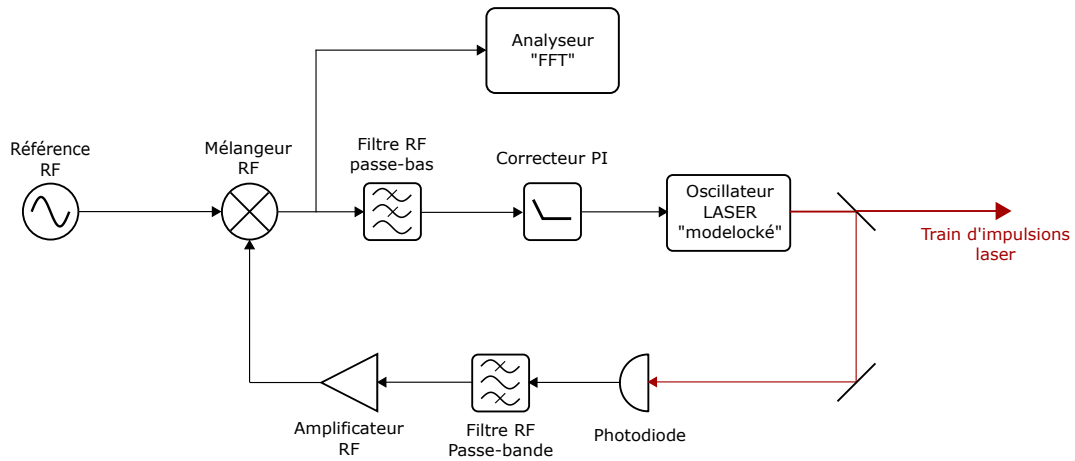 Analyseur
"FFT"
Référence
RF
Mélangeur
RF
Filtre RF
passe-bas
Correcteur PI
Oscillateur
LASER
"modelocké"
Train d'impulsions
laser
Amplificateur
RF
Filtre RF
Passe-bande
Photodiode